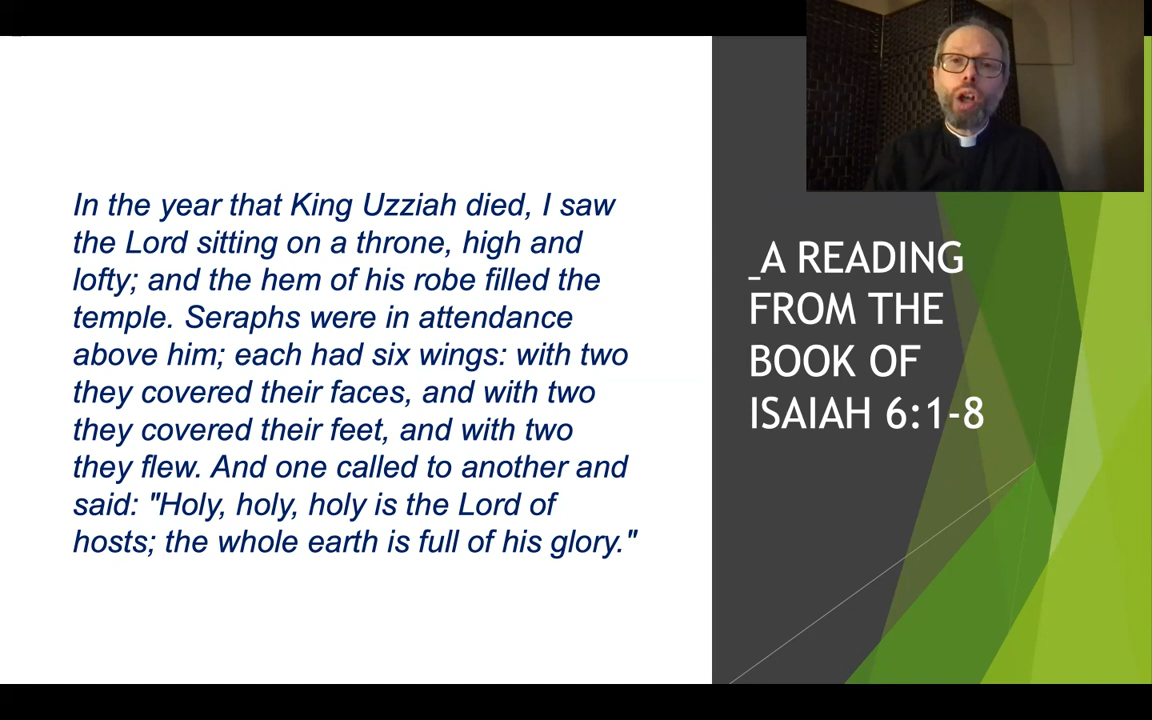 In the year that King Uzziah died, I saw
the Lord sitting on a throne, high and
lofty; and the hem of his robe filled the
temple. Seraphs were in attendance
above him; each had six wings: with two
they covered their faces, and with two
they covered their feet, and with two
they flew. And one called to another and
said: "Holy, holy, holy is the Lord of
hosts; the whole earth is full of his glory."
_A READING
FROM THE
BOOK OF
ISAIAH 6:1-8